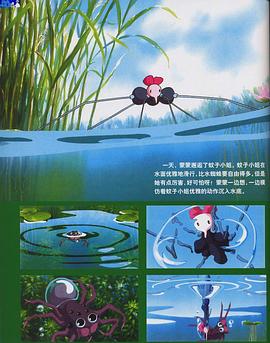 一天，蒙蒙邂逅了蚊子小姐。蚊子小姐在
水面优雅地滑行，比水蜘蛛要自由得多，但是
她有点厉害，好可怕呀！蒙蒙一边想，一边模
仿着蚊子小姐优雅的动作沉入水底。